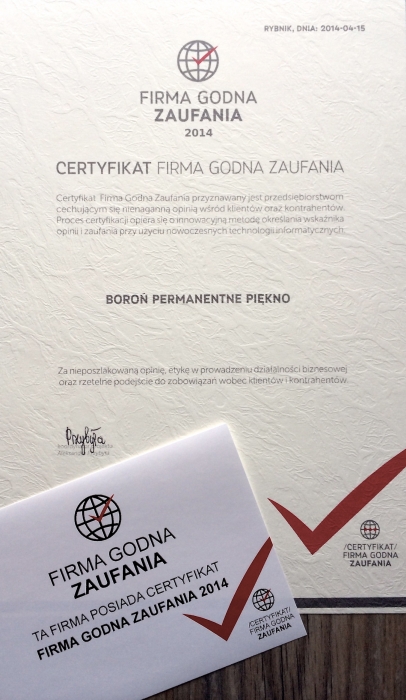 RYBNIK, DNIA: 2014-04-15
FIRMA GODNA
ZAUFANIA
2014
CERTYFIKAT FIRMA GODNA ZAUFANIA
Certyfikat Firma Godna Zaufania przyznawany jest przedsiębiorstwom
cechującym się nienaganną opinią wśród klientów oraz kontrahentów.
Proces certyfikacji opiera się o innowacyjną metodę określania wskaźnika
opinii i zaufania przy użyciu nowoczesnych technologii informatycznych.
BOROŃ PERMANENTNE PIĘKNO
Za nieposzlakowaną opinię, etykę w prowadzeniu działalności biznesowej
oraz rzetelne podejście do zobowiązań wobec klientów i kontrahentów.
Przybyła
/CERTYFIKAT/
FIRMA GODNA
ZAUFANIA
FIRMA GODNA
ZAUFANIA
TA FIRMA POSIADA CERTYFIKAT
FIRMA GODNA ZAUFANIA 2014
/CERTYFIKAT/
FIRMA GODNA
ZAUFANIA